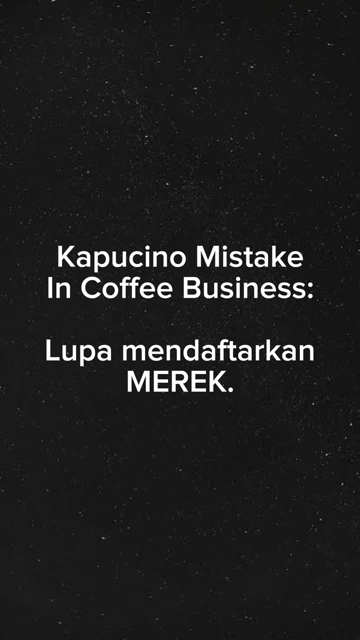 Kapucino Mistake
In Coffee Business:
Lupa mendaftarkan
MEREK.